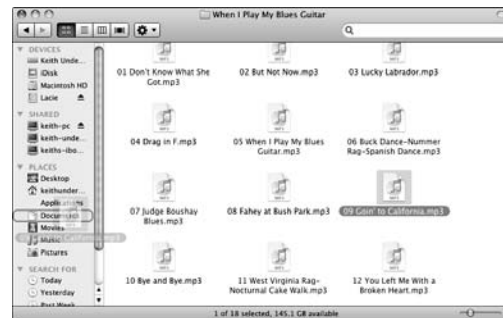 When I Play My Blues Guitar
DEVICES
Keith Unde...
iDisk
Macintosh HD
Lacie
SHARED
keith-pc
keith-unde...
keiths-ibo...
PLACES
Desktop
keithunder...
Applications
Documents
Movies
Music
Pictures
SEARCH FOR
Today
Yesterday
Past Week
01 Don't Know What She
Got.mp3
02 But Not Now.mp3
03 Lucky Labrador.mp3
04 Drag in F.mp3
05 When I Play My Blues
Guitar.mp3
06 Buck Dance-Nummer
Rag-Spanish Dance.mp3
07 Judge Boushay
Blues.mp3
08 Fahey at Bush Park.mp3
09 Goin' to California.mp3
10 Bye and Bye.mp3
11 West Virginia Rag-
Nocturnal Cake Walk.mp3
12 You Left Me With a
Broken Heart.mp3
1 of 18 selected, 145.1 GB available